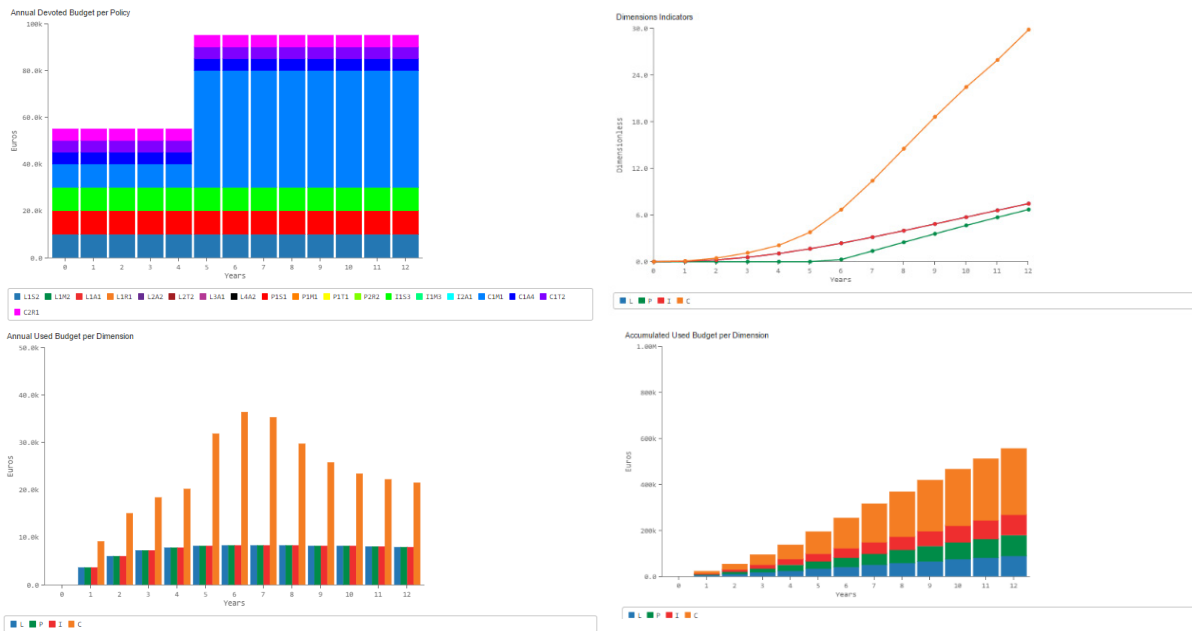 Annual Devoted Budget per Policy
100k
80.0k
60.0k
40.0k
20.0k
0.0
Euros
0 1 2 3 4 5 6 7 8 9 10 11 12
Years
L1S2 L1M2 L1A1 L1R1 L2A2 L2T2 L3A1 L4A2 P1S1 P1M1 P1T1 P2R2 I1S3 I1M3 I2A1 C1M1 C1A4 C1T2
C2R1
Dimensions Indicators
30.0
24.0
18.0
12.0
6.0
0.0
Dimensionless
0 1 2 3 4 5 6 7 8 9 10 11 12
Years
L P I C
Annual Used Budget per Dimension
50.0k
40.0k
30.0k
20.0k
10.0k
0.0
Euros
0 1 2 3 4 5 6 7 8 9 10 11 12
Years
L P I C
Accumulated Used Budget per Dimension
1.00M
800k
600k
400k
200k
0.0
Euros
0 1 2 3 4 5 6 7 8 9 10 11 12
Years
L P I C